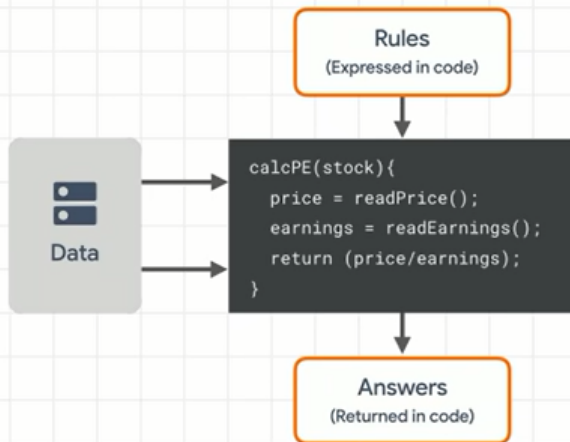 Rules
(Expressed in code)
Data
calcPE(stock){
price = readPrice();
earnings = readEarnings();
return (price/earnings);
}
Answers
(Returned in code)